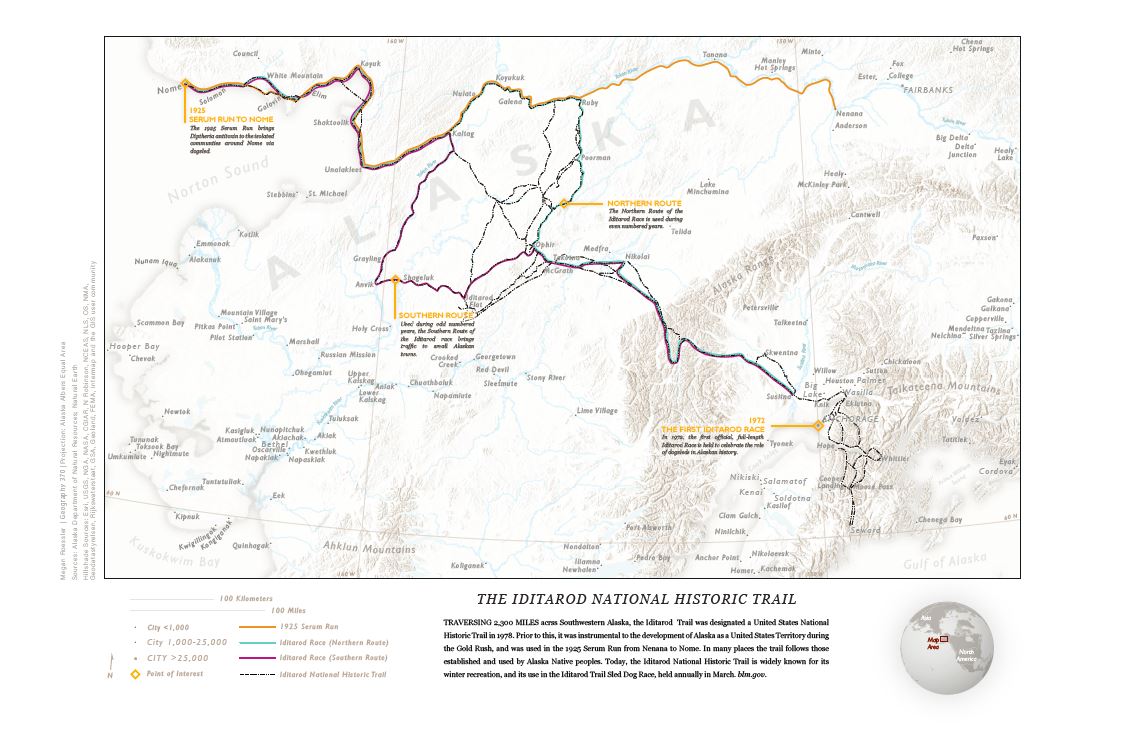 160 W
150 W
Council
Chena
Hot Springs
Minto
Tanana
Manley
Hot Springs
Fox
Ester
College
FAIRBANKS
Koyuk
White Mountain
Nome
Solomon
Golovin
Elim
Koyukuk
Nulato
Galena
Ruby
Yukon River
Nenana
Anderson
Tanana River
1925
SERUM RUN TO NOME
The 1925 Serum Run brings
Diptheria antitoxin to the isolated
communities around Nome via
dogsled.
Shaktoolik
Kaltag
Big Delta
Delta
Junction
Healy
Lake
Norton Sound
Unalakleet
Yukon River
Poorman
A L A S K A
Stebbins
St. Michael
Lake
Minchumina
Healy
McKinley Park
NORTHERN ROUTE
The Northern Route of the
Iditarod Race is used during
even numbered years.
Telida
Cantwell
Paxson
Kotlik
Emmonak
Alakanuk
Nunam Iqua
Ophir
Takotna
McGrath
Medfra
Nikolai
Grayling
Anvik
Shageluk
Iditarod
Flat
Alaska Range
SOUTHERN ROUTE
Used during odd numbered
years, the Southern Route of
the Iditarod race brings
traffic to small Alaskan
towns.
Petersville
Talkeetna
Gakona
Gulkana
Copperville
Mendeltna
Tazlina
Nelchina
Silver Springs
Scammon Bay
Mountain Village
Pitkas Point
Saint Mary's
Pilot Station
Yukon River
Holy Cross
Marshall
Russian Mission
Hooper Bay
Chevak
Crooked
Creek
Georgetown
Red Devil
Sleetmute
Stony River
Skwentna
Susitna River
Chickaloon
Ohogamiut
Upper
Kalskag
Aniak
Lower
Kalskag
Chuathbaluk
Napamiute
Willow
Sutton
Houston
Palmer
Big
Lake
Wasilla
Talkateena Mountains
Susitna
Knik
Eklutna
Newtok
Tuluksak
Lime Village
ANCHORAGE
Valdez
1972
THE FIRST IDITAROD RACE
In 1972, the first official, full-length
Iditarod Race is held to celebrate the role
of dogsleds in Alaskan history.
Kasigluk
Nunapitchuk
Atmautluak
Akiachak
Akiak
Bethel
Oscarville
Kwethluk
Napakiak
Napaskiak
Tununak
Toksook Bay
Umkumiute
Nightmute
Tyonek
Hope
Whittier
Tatitlek
Eyak
Cordova
Chefornak
Tuntutuliak
Eek
Nikiski
Salamatof
Kenai
Soldotna
Kasilof
Cooper
Landing
Moose Pass
60 N
60 N
Kipnuk
Kwigillingok
Kongiganak
Quinhagak
Kuskokwim Bay
Ahklun Mountains
Port Alsworth
Clam Gulch
Ninilchik
Seward
Chenega Bay
Nondalton
Iliamna
Newhalen
Pedro Bay
Anchor Point
Nikolaevsk
Homer
Kachemak
Koliganek
Gulf of Alaska
160 W
150 W
Megan Roessler | Geography 370 | Projection: Alaska Albers Equal Area
Sources: Alaska Department of Natural Resources; Natural Earth
Hillshade Sources: Esri, USGS, NGA, NASA, CGIAR, N Robinson, NCEAS, NLS, OS, NMA,
Geodatastyrelsen, Rijkswaterstaat, GSA, Geoland, FEMA, Intermap and the GIS user community
100 Kilometers
100 Miles
City <1,000
City 1,000-25,000
CITY >25,000
Point of Interest
N
1925 Serum Run
Iditarod Race (Northern Route)
Iditarod Race (Southern Route)
Iditarod National Historic Trail
THE IDITAROD NATIONAL HISTORIC TRAIL
TRAVERSING 2,300 MILES across Southwestern Alaska, the Iditarod Trail was designated a United States National
Historic Trail in 1978. Prior to this, it was instrumental to the development of Alaska as a United States Territory during
the Gold Rush, and was used in the 1925 Serum Run from Nenana to Nome. In many places the trail follows those
established and used by Alaska Native peoples. Today, the Iditarod National Historic Trail is widely known for its
winter recreation, and its use in the Iditarod Trail Sled Dog Race, held annually in March. blm.gov.
Asia
Map
Area
North
America